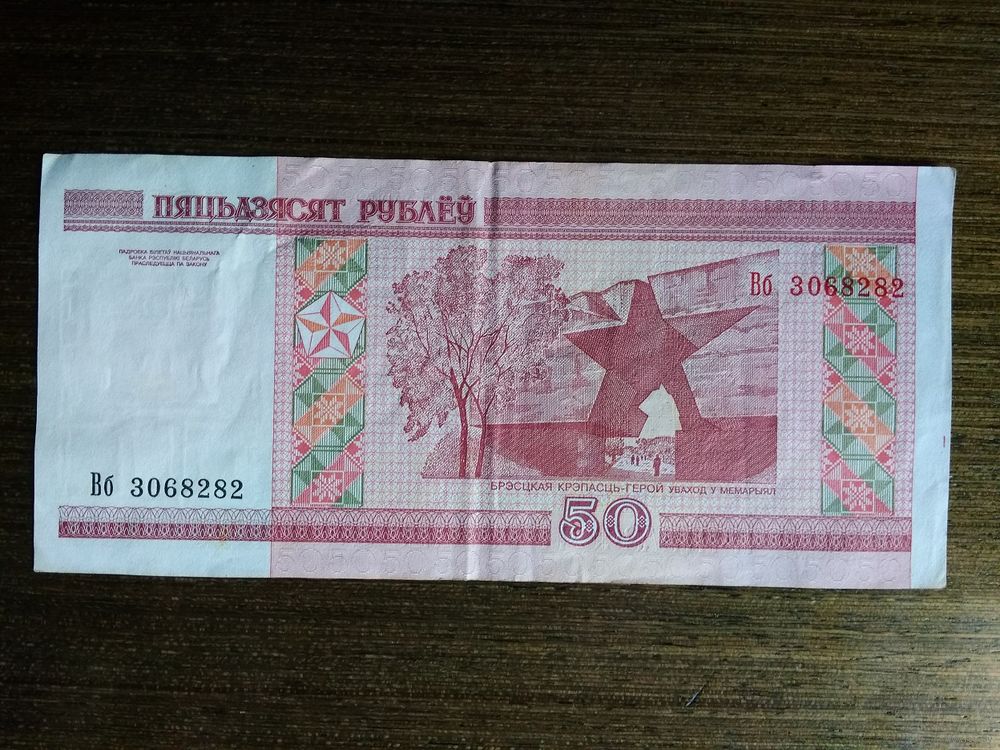 ПЯЦЬДЗЯСЯТ РУБЛЁЎ
ПАДРОБКА БІЛЕТАЎ НАЦЫЯНАЛЬНАГА
БАНКА РЭСПУБЛІКІ БЕЛАРУСЬ
ПРАСЛЕДУЕЦЦА ПА ЗАКОНУ
Вб 3068282
Вб 3068282
БРЭСЦКАЯ КРЭПАСЦЬ-ГЕРОЙ УВАХОД У МЕМАРЫЯЛ
50